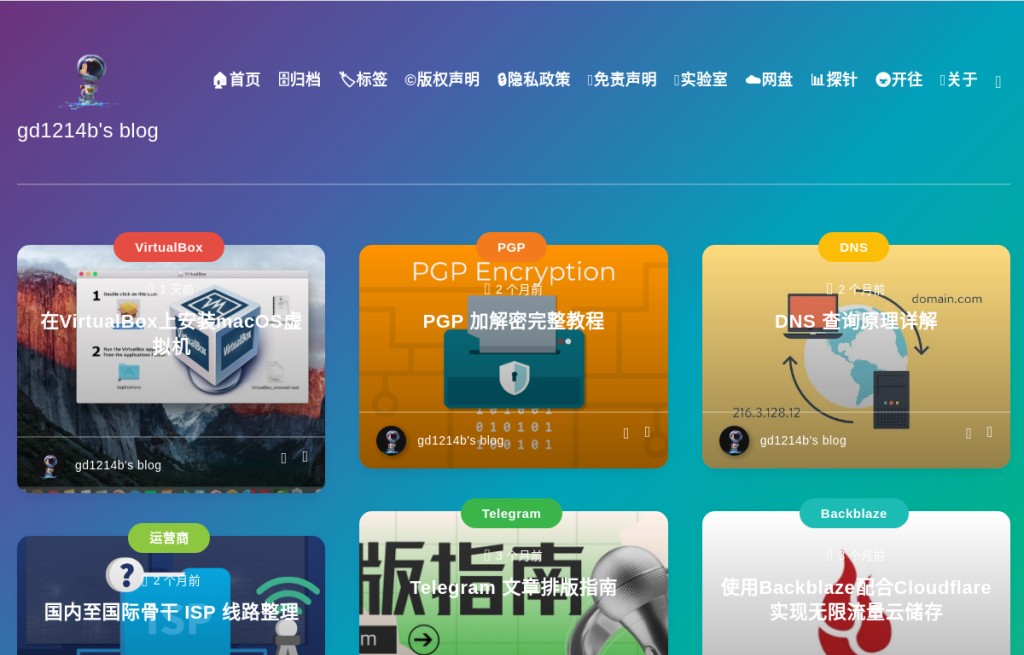 首页 归档 标签 ©版权声明 隐私政策 免责声明 实验室 网盘 探针 开往 关于
gd1214b's blog
VirtualBox
VirtualBox
1 Double click on this icon:
1 天前
在VirtualBox上安装macOS虚
拟机
VirtualBox
2 Run the VirtualBox
from the Applications
Applications
gd1214b's blog
PGP
PGP Encryption
2 个月前
PGP 加解密完整教程
101001
010101
101001
gd1214b's blog
DNS
2 个月前
domain.com
DNS 查询原理详解
216.3.128.12
gd1214b's blog
运营商
?
2 个月前
国内至国际骨干 ISP 线路整理
ISP
Telegram
3 个月前
版指南
Telegram 文章排版指南
m
Backblaze
个月前
使用Backblaze配合Cloudflare
实现无限流量云储存